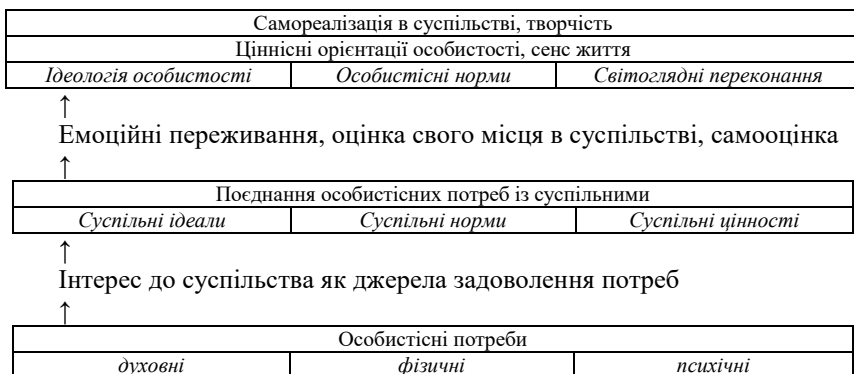 Самореалізація в суспільстві, творчість
Ціннісні орієнтації особистості, сенс життя
Ідеологія особистості Особистісні норми Світоглядні переконання
↑
Емоційні переживання, оцінка свого місця в суспільстві, самооцінка
↑
Поєднання особистісних потреб із суспільними
Суспільні ідеали Суспільні норми Суспільні цінності
↑
Інтерес до суспільства як джерела задоволення потреб
↑
Особистісні потреби
духовні фізичні психічні